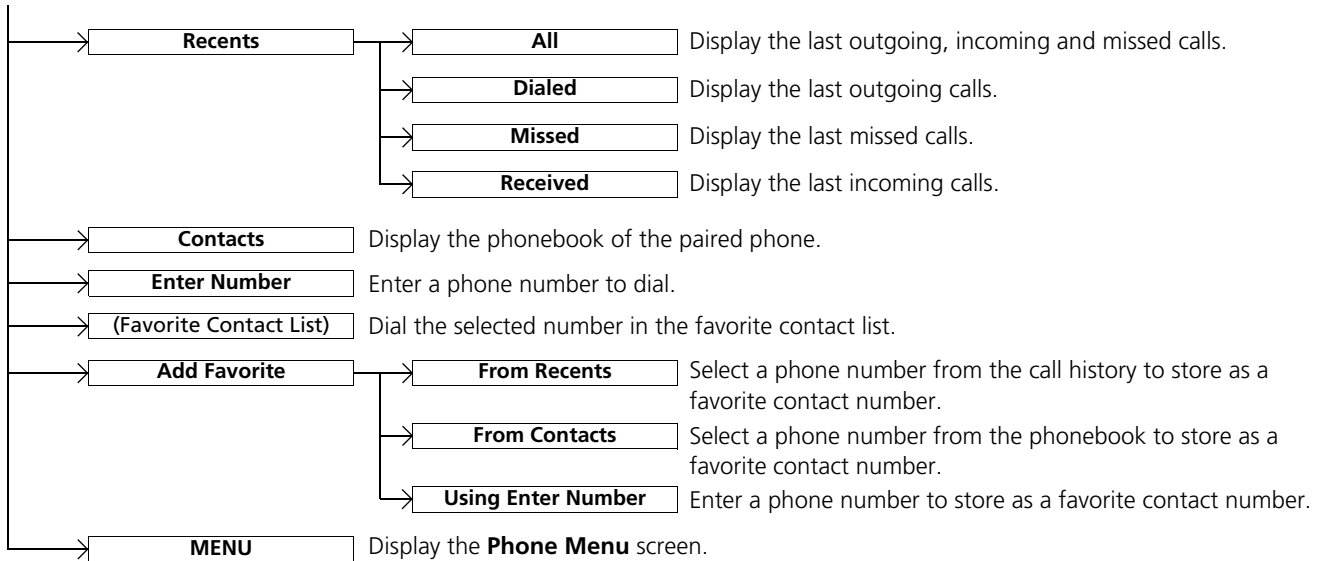 Recents All Display the last outgoing, incoming and missed calls.
Dialed Display the last outgoing calls.
Missed Display the last missed calls.
Received Display the last incoming calls.
Contacts Display the phonebook of the paired phone.
Enter Number Enter a phone number to dial.
(Favorite Contact List) Dial the selected number in the favorite contact list.
Add Favorite From Recents Select a phone number from the call history to store as a
favorite contact number.
From Contacts Select a phone number from the phonebook to store as a
favorite contact number.
Using Enter Number Enter a phone number to store as a favorite contact number.
MENU Display the Phone Menu screen.